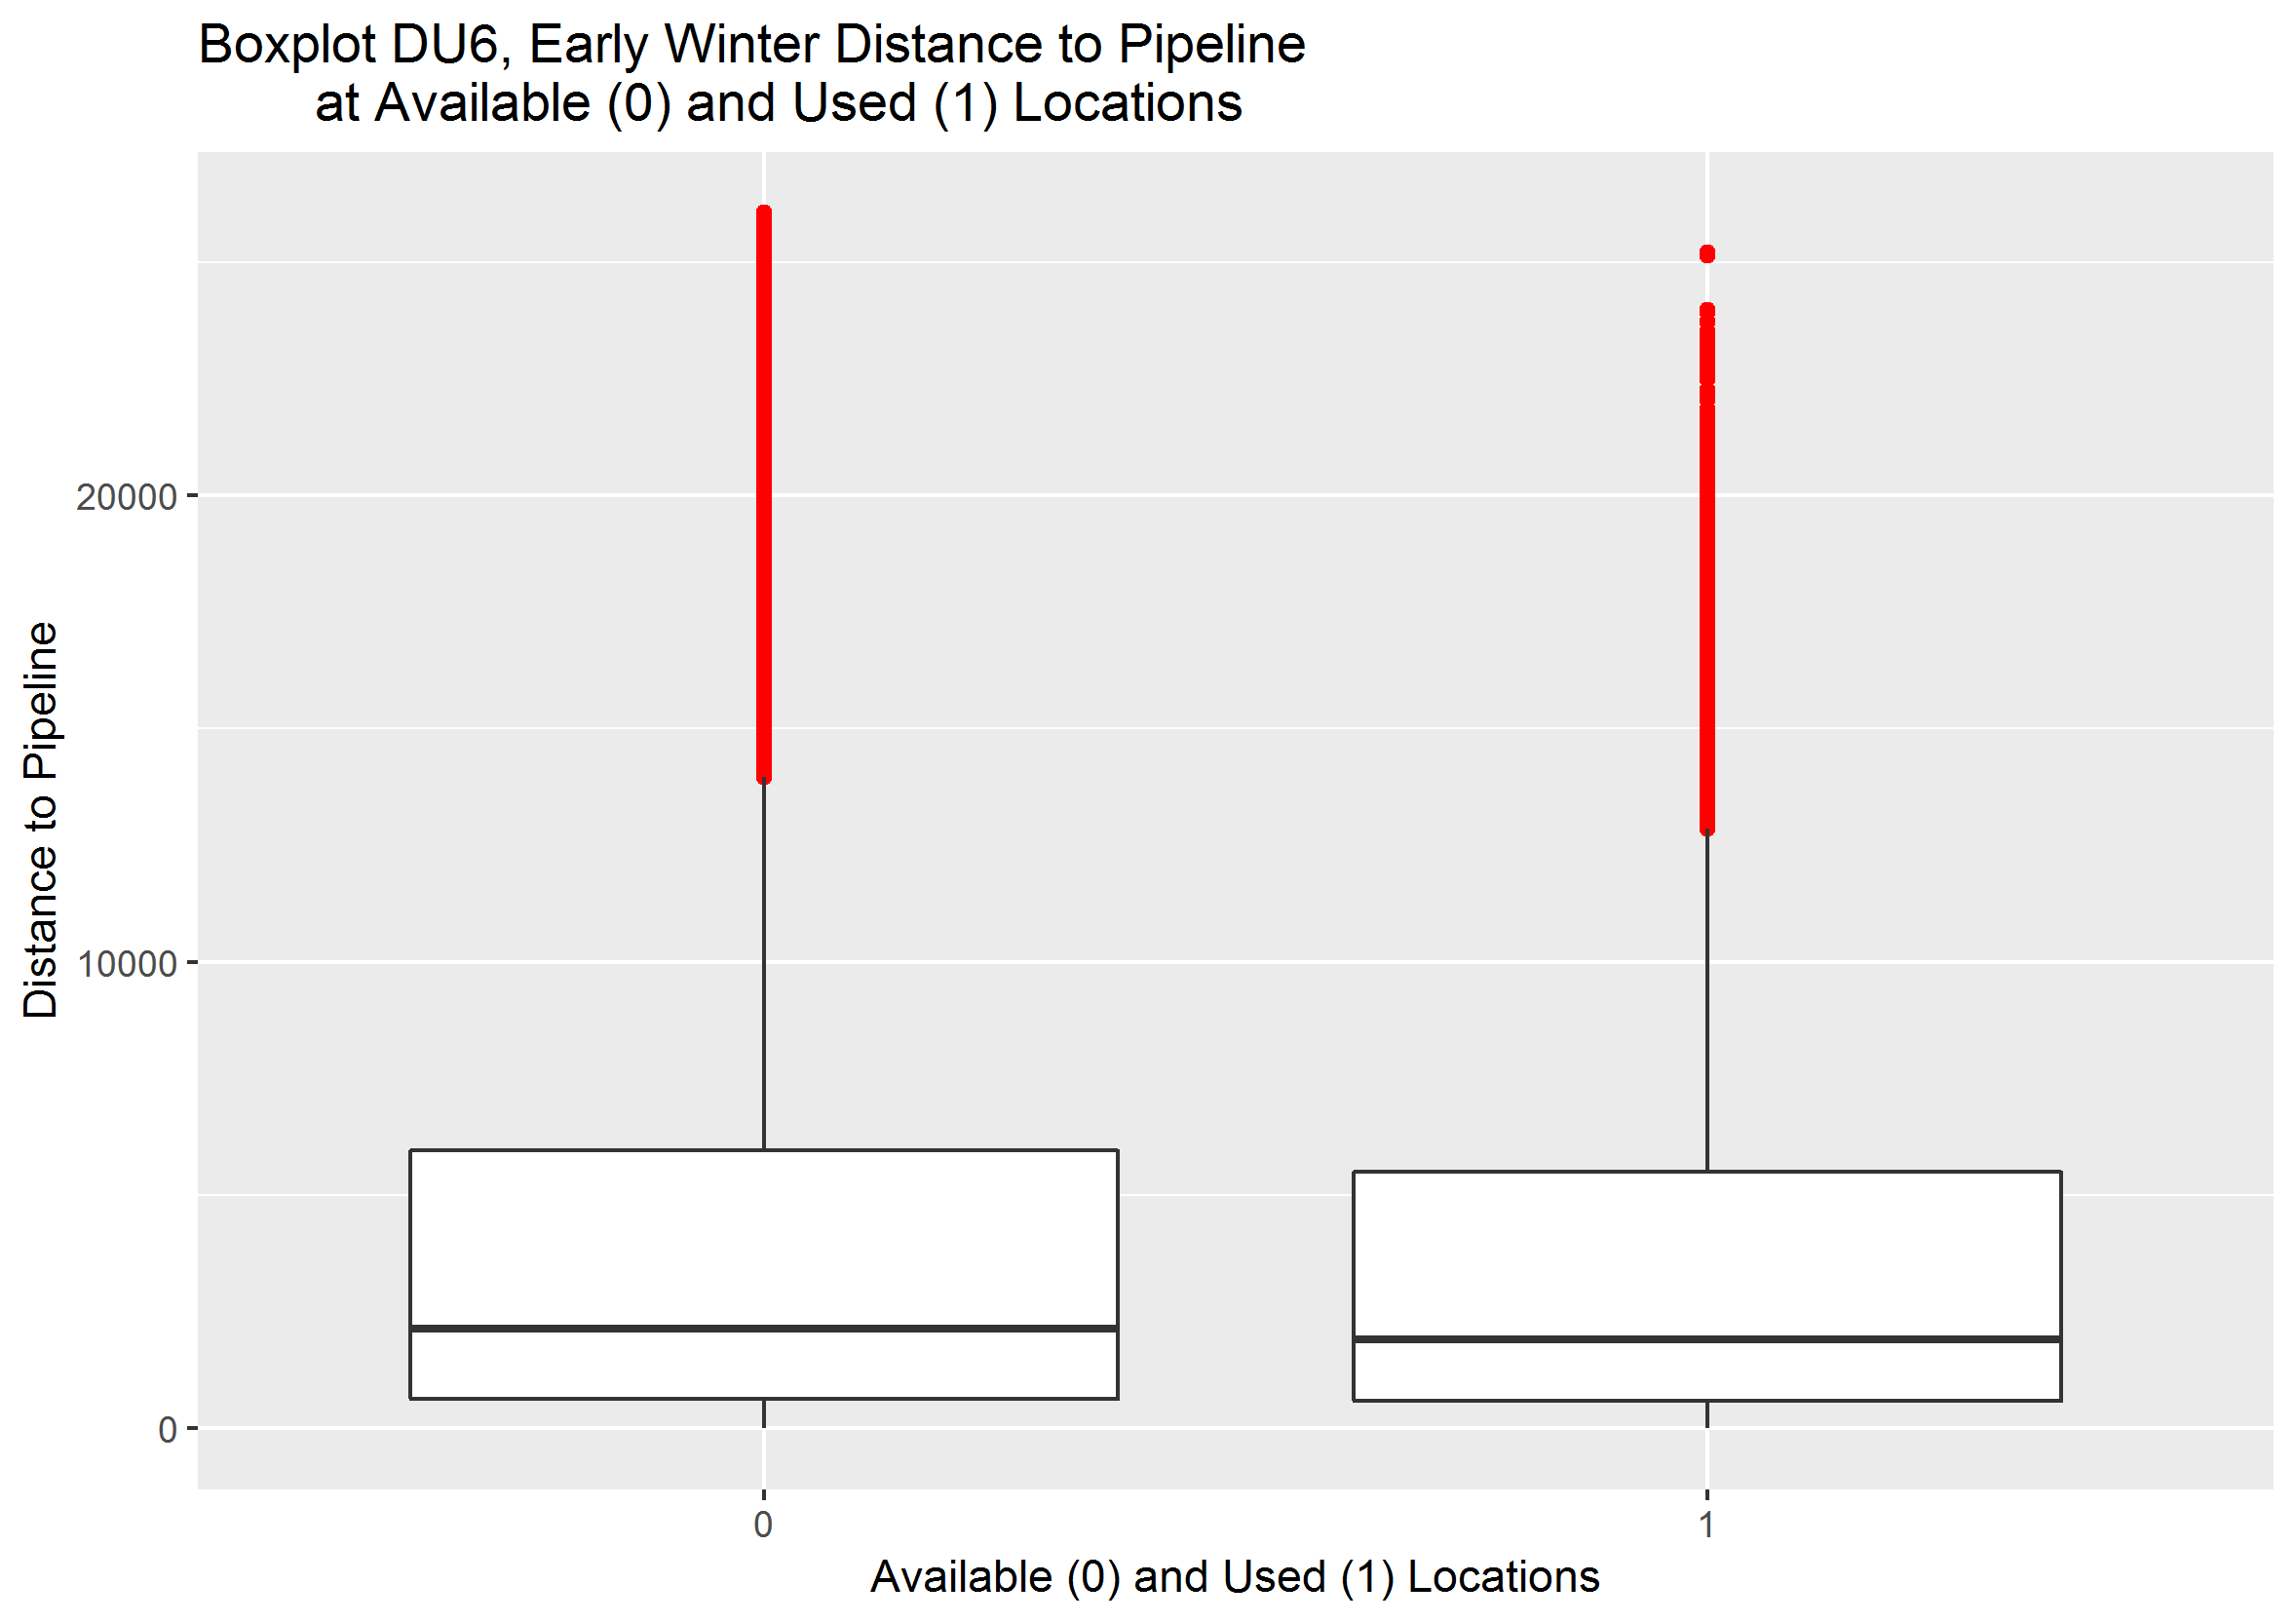 Boxplot DU6, Early Winter Distance to Pipeline
at Available (0) and Used (1) Locations
Distance to Pipeline
20000
10000
0
0
1
Available (0) and Used (1) Locations